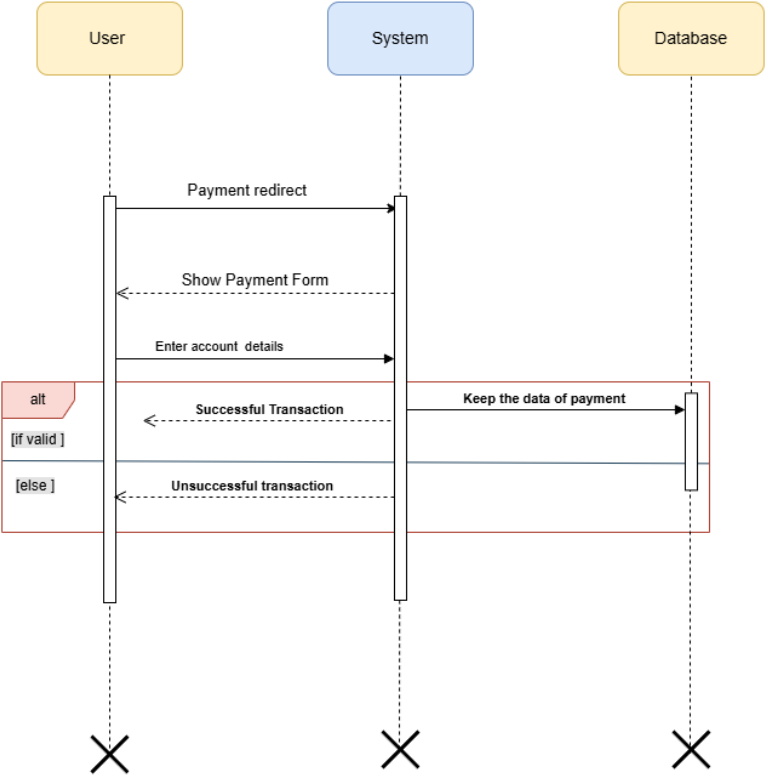 User
System
Database
Payment redirect
Show Payment Form
Enter account  details
alt
Keep the data of payment
Successful Transaction
[if valid ]
[else ]
Unsuccessful transaction